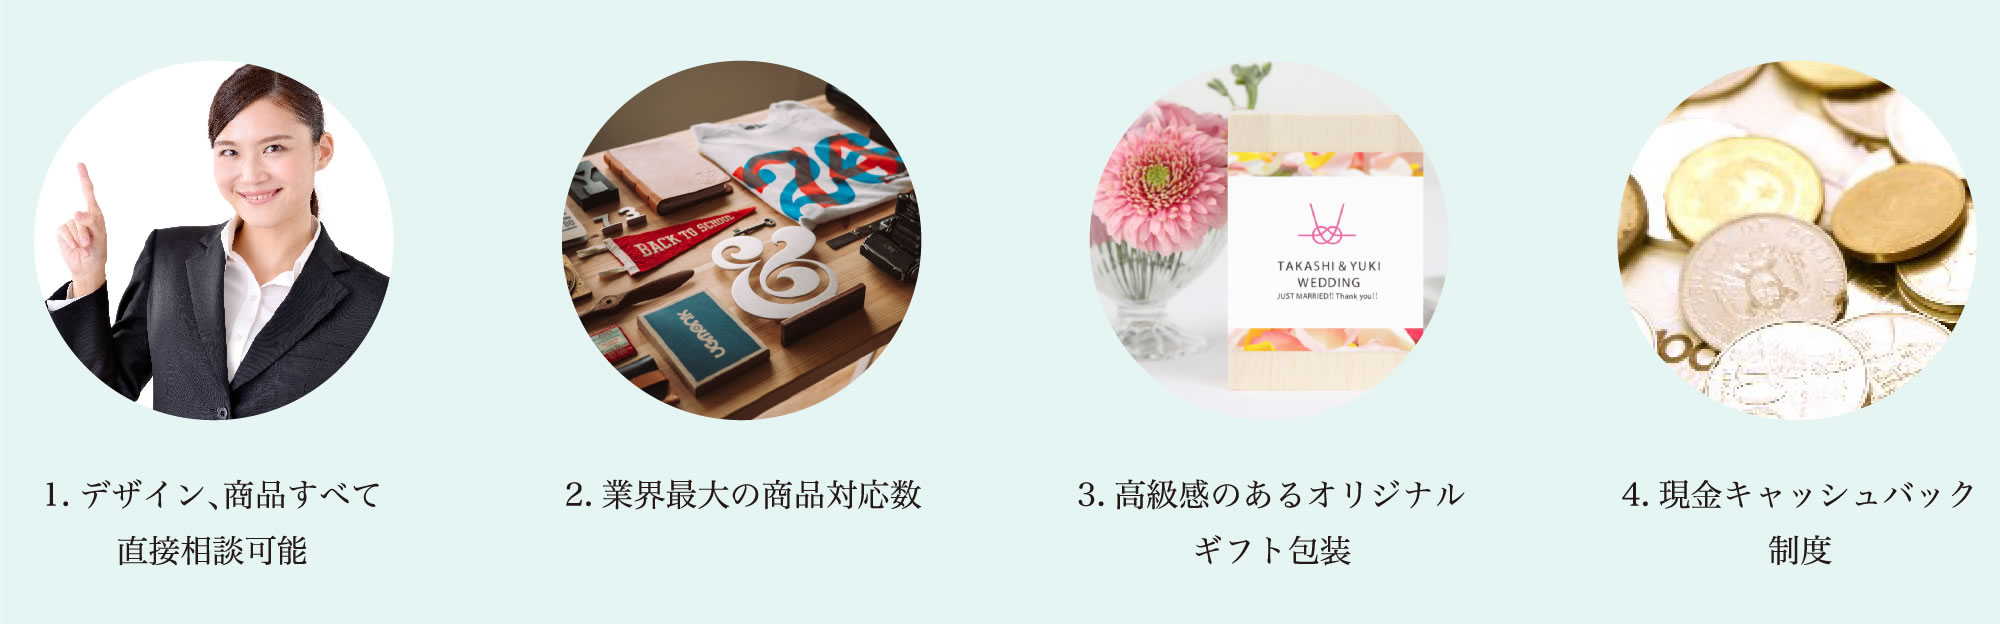 BACK TO SCHOOL
73
&
ugmonk
TAKASHI & YUKI
WEDDING
JUST MARRIED!! Thank you!!
1. デザイン、商品すべて
直接相談可能
2. 業界最大の商品対応数
3. 高級感のあるオリジナル
ギフト包装
4. 現金キャッシュバック
制度